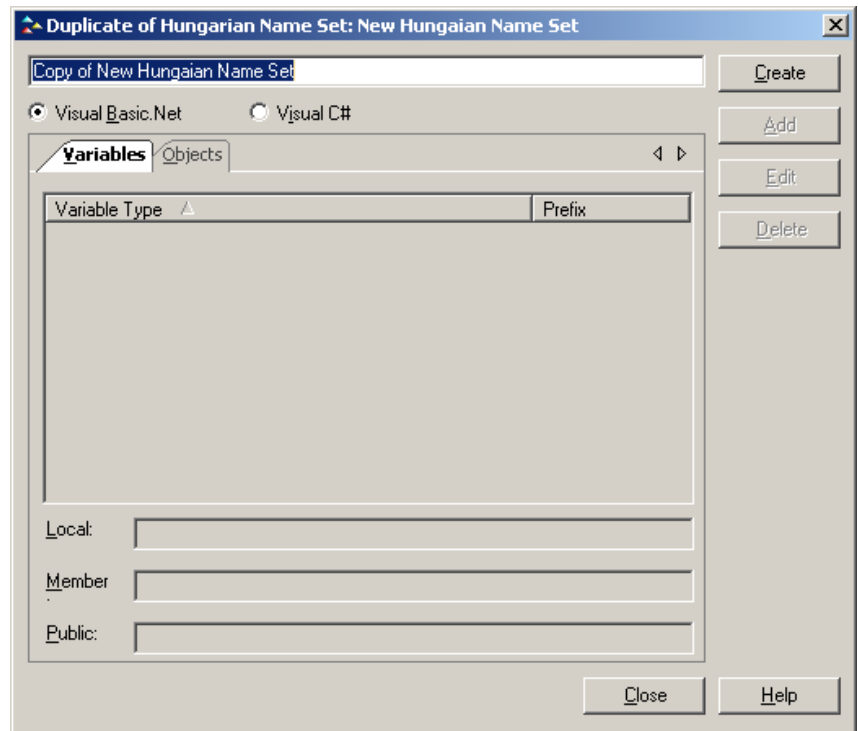 Duplicate of Hungarian Name Set: New Hungaian Name Set
Copy of New Hungaian Name Set
Create
Visual Basic.Net
Visual C#
Add
Variables
Objects
Edit
Variable Type
Prefix
Delete
Local:
Member
Public:
Close
Help